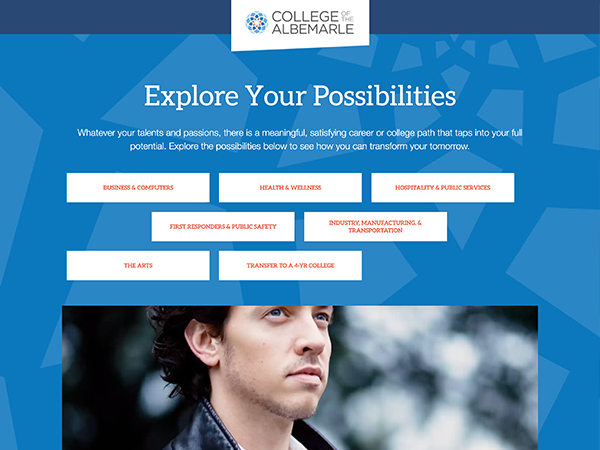 COLLEGE OF THE
ALBEMARLE
Explore Your Possibilities
Whatever your talents and passions, there is a meaningful, satisfying career or college path that taps into your full
potential. Explore the possibilities below to see how you can transform your tomorrow.
BUSINESS & COMPUTERS
HEALTH & WELLNESS
HOSPITALITY & PUBLIC SERVICES
FIRST RESPONDERS & PUBLIC SAFETY
INDUSTRY, MANUFACTURING, &
TRANSPORTATION
THE ARTS
TRANSFER TO A 4-YR COLLEGE